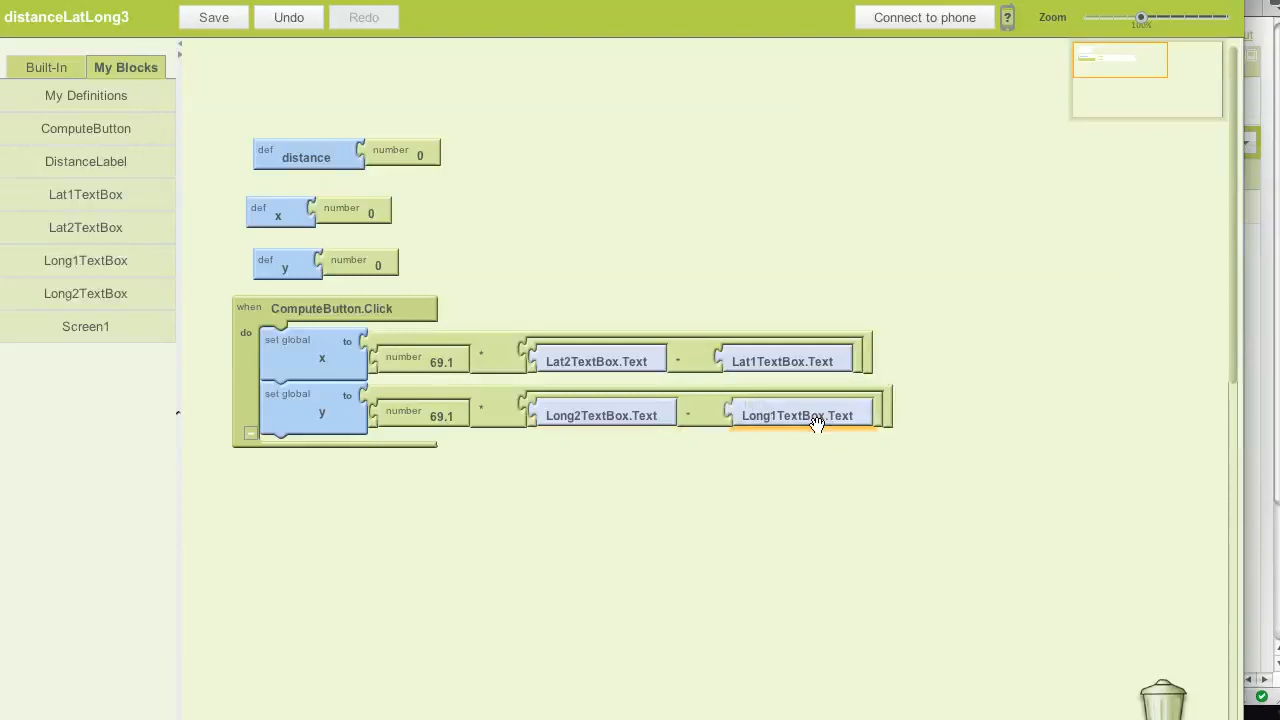 distanceLatLong3
Save
Undo
Redo
Connect to phone
?
Zoom
100%
Built-In
My Blocks
My Definitions
ComputeButton
DistanceLabel
Lat1TextBox
Lat2TextBox
Long1TextBox
Long2TextBox
Screen1
def distance number 0
def x number 0
def y number 0
when ComputeButton.Click
do
set global x to number 69.1 * Lat2TextBox.Text - Lat1TextBox.Text
set global y to number 69.1 * Long2TextBox.Text - Long1TextBox.Text